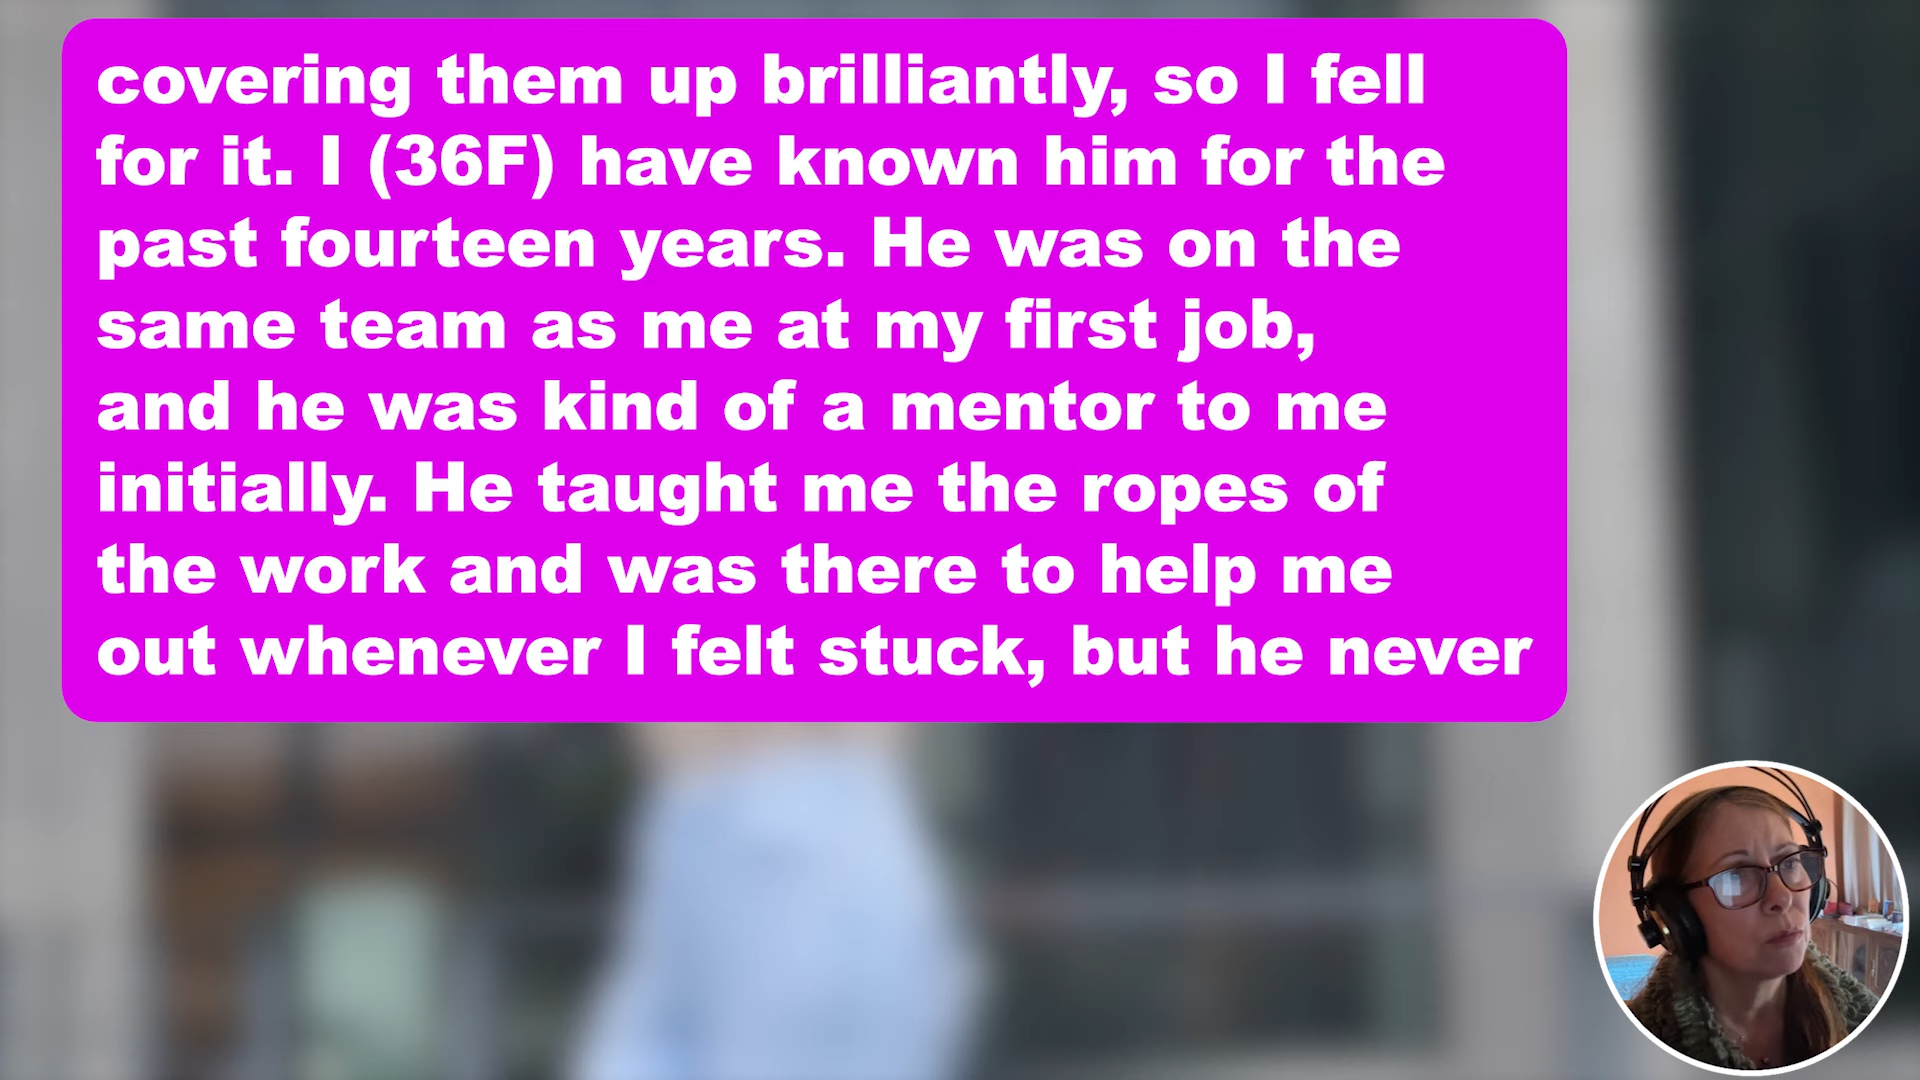 covering them up brilliantly, so I fell
for it. I (36F) have known him for the
past fourteen years. He was on the
same team as me at my first job,
and he was kind of a mentor to me
initially. He taught me the ropes of
the work and was there to help me
out whenever I felt stuck, but he never